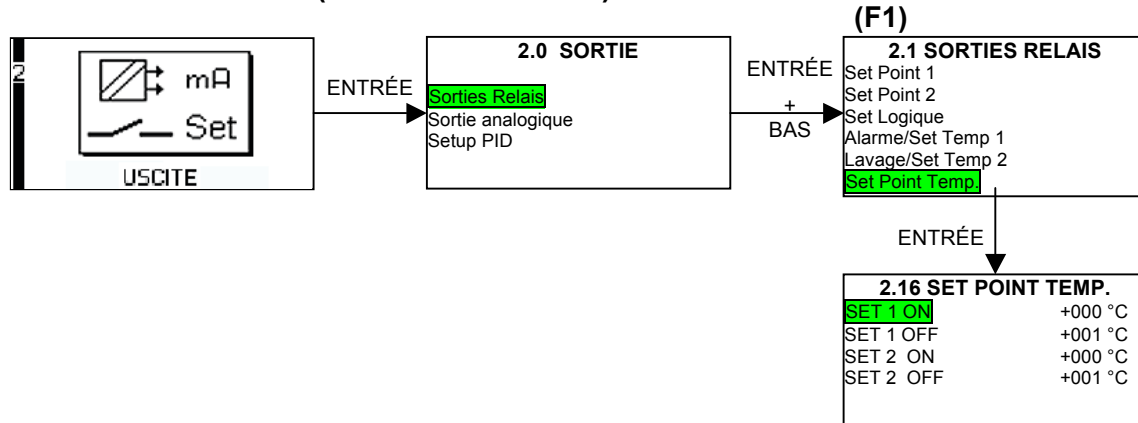 (F1)
2
mA
Set
USCITE
ENTRÉE
2.0 SORTIE
Sorties Relais
Sortie analogique
Setup PID
ENTRÉE
+
BAS
2.1 SORTIES RELAIS
Set Point 1
Set Point 2
Set Logique
Alarme/Set Temp 1
Lavage/Set Temp 2
Set Point Temp.
ENTRÉE
2.16 SET POINT TEMP.
SET 1 ON +000 °C
SET 1 OFF +001 °C
SET 2 ON +000 °C
SET 2 OFF +001 °C